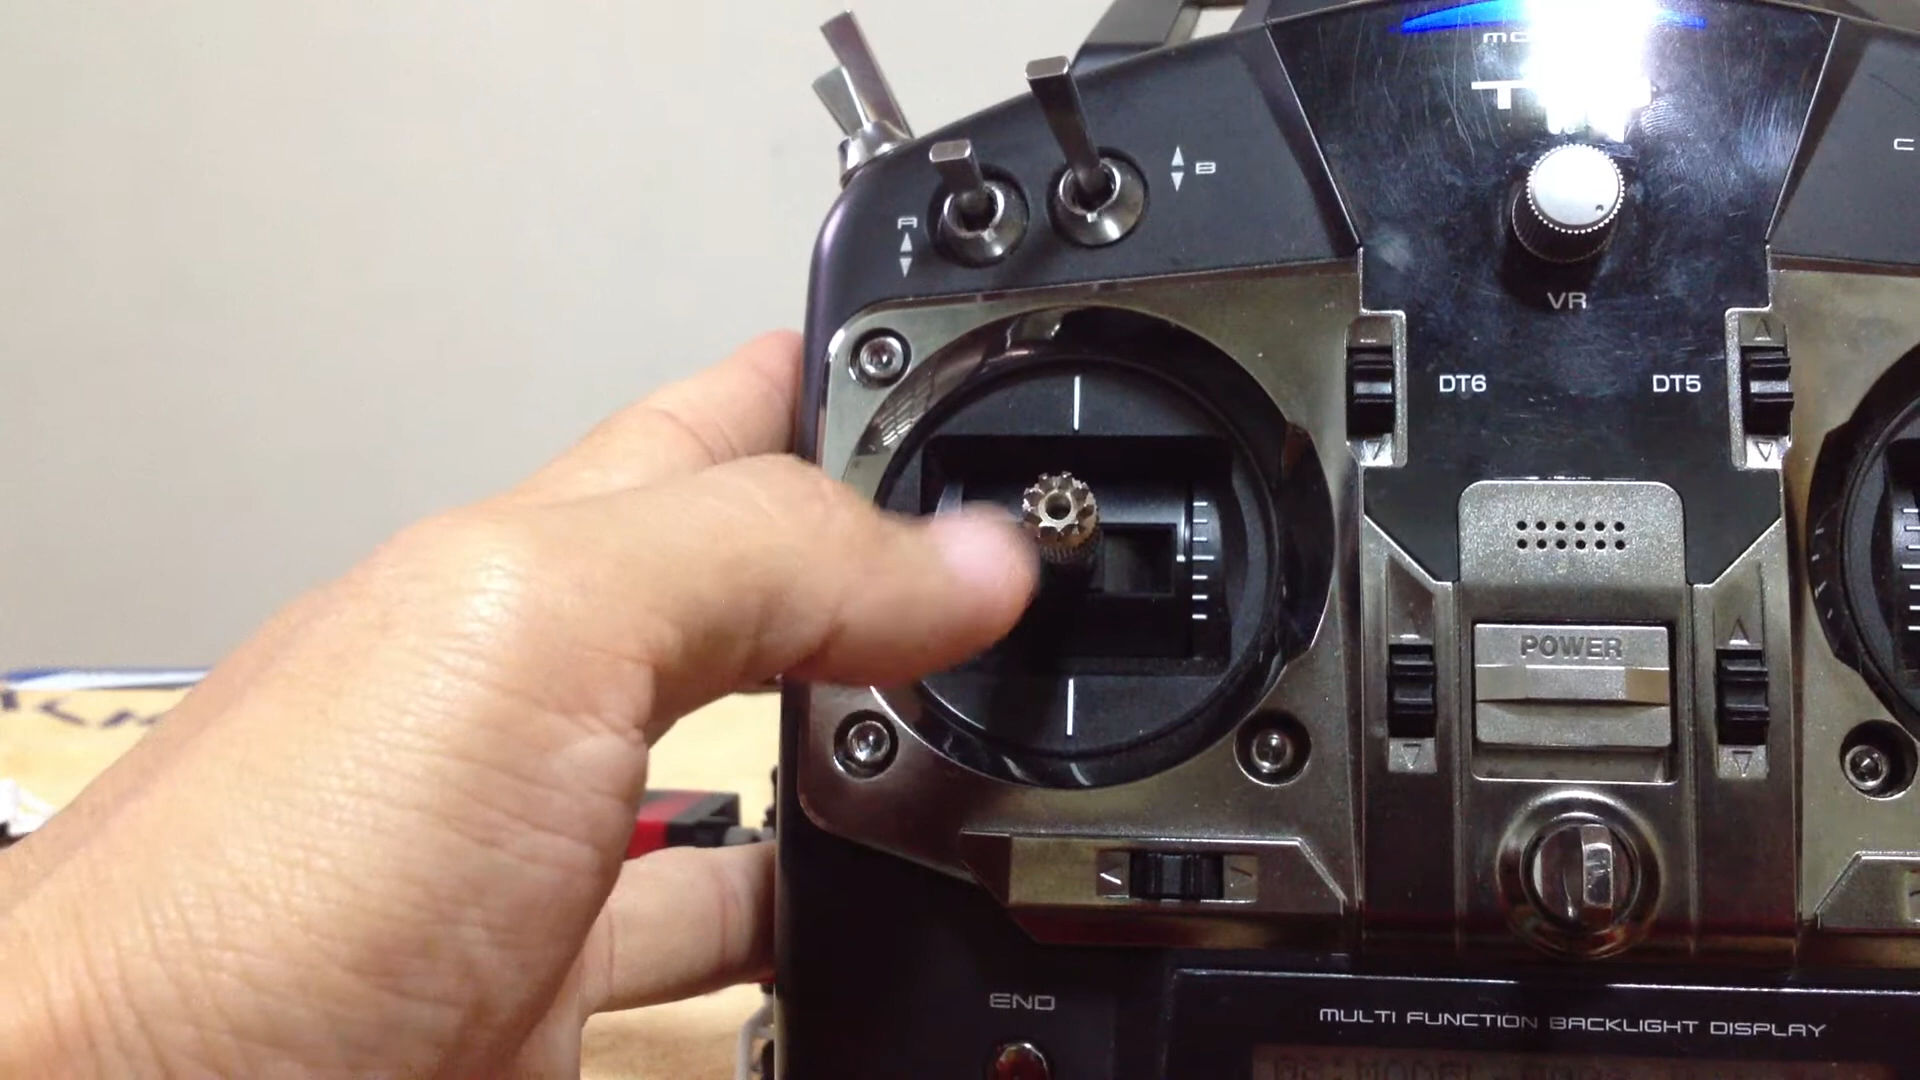 B
A
C
VR
DT6
DT5
POWER
END
MULTI FUNCTION BACKLIGHT DISPLAY